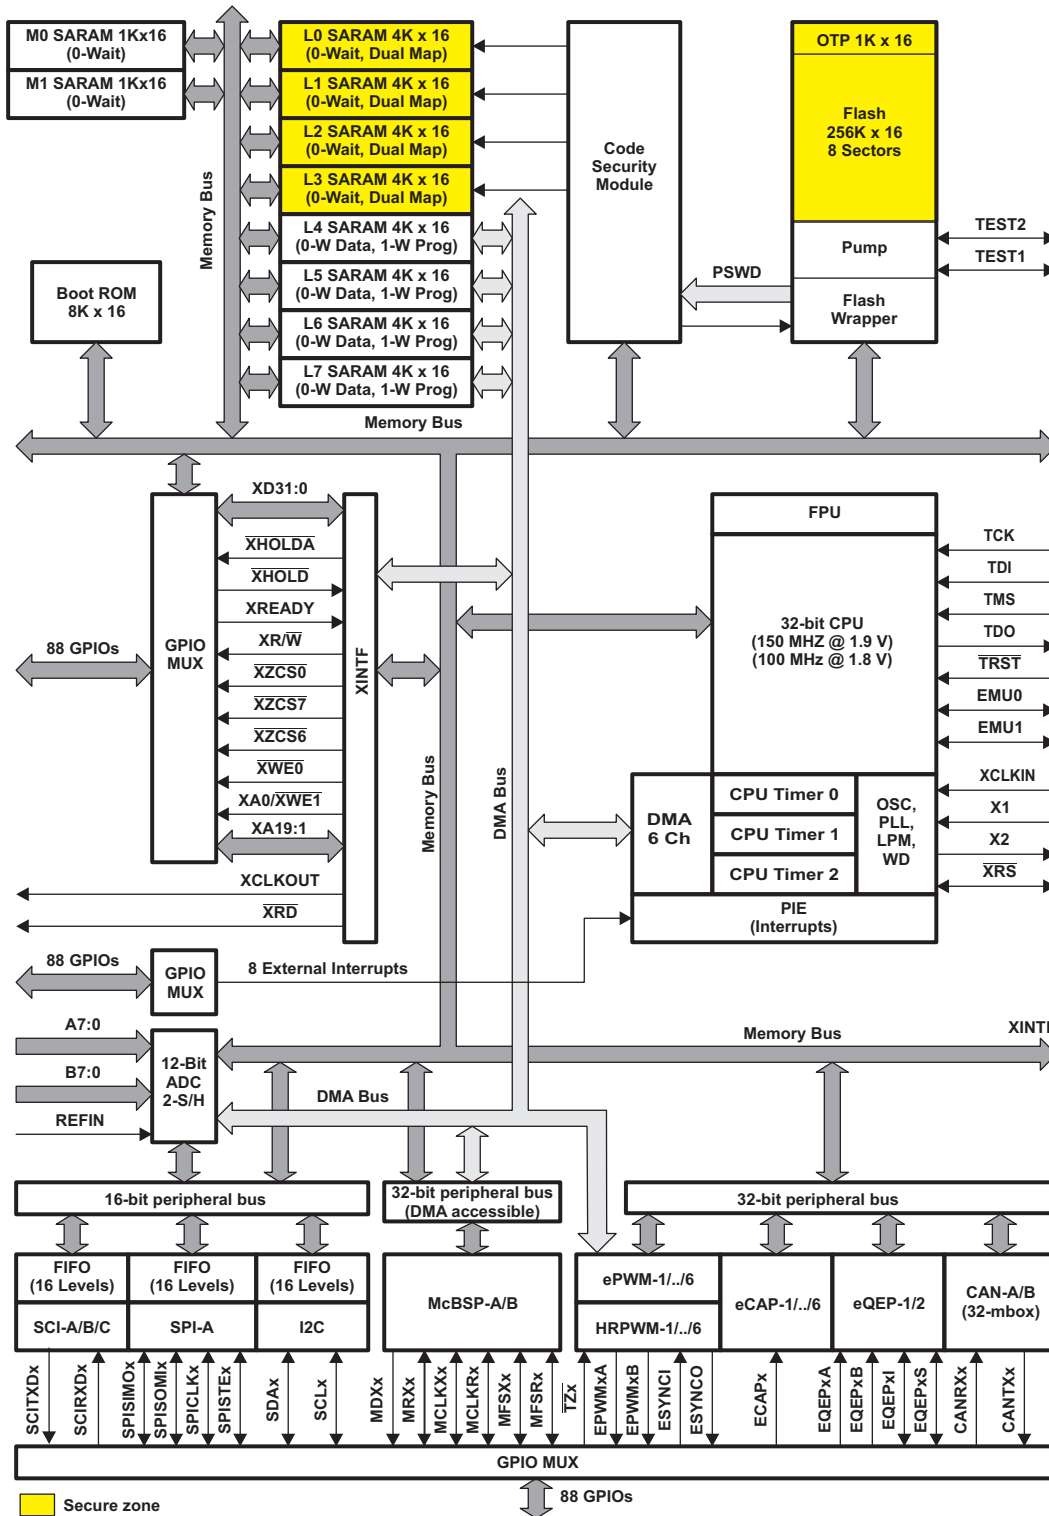 M0 SARAM 1Kx16
(0-Wait)
M1 SARAM 1Kx16
(0-Wait)
L0 SARAM 4K x 16
(0-Wait, Dual Map)
L1 SARAM 4K x 16
(0-Wait, Dual Map)
L2 SARAM 4K x 16
(0-Wait, Dual Map)
L3 SARAM 4K x 16
(0-Wait, Dual Map)
L4 SARAM 4K x 16
(0-W Data, 1-W Prog)
L5 SARAM 4K x 16
(0-W Data, 1-W Prog)
L6 SARAM 4K x 16
(0-W Data, 1-W Prog)
L7 SARAM 4K x 16
(0-W Data, 1-W Prog)
Memory Bus
Code
Security
Module
OTP 1K x 16
Flash
256K x 16
8 Sectors
Pump
Flash
Wrapper
TEST2
TEST1
PSWD
Boot ROM
8K x 16
Memory Bus
XD31:0
XHOLDA
XHOLD
XREADY
XR/W
XZCS0
XZCS7
XZCS6
XWE0
XA0/XWE1
XA19:1
XCLKOUT
XRD
88 GPIOs
GPIO
MUX
XINTF
Memory Bus
DMA Bus
FPU
32-bit CPU
(150 MHZ @ 1.9 V)
(100 MHz @ 1.8 V)
TCK
TDI
TMS
TDO
TRST
EMU0
EMU1
XCLKIN
X1
X2
XRS
DMA
6 Ch
CPU Timer 0
CPU Timer 1
CPU Timer 2
OSC,
PLL,
LPM,
WD
PIE
(Interrupts)
88 GPIOs
GPIO
MUX
8 External Interrupts
A7:0
B7:0
REFIN
12-Bit
ADC
2-S/H
Memory Bus
XINTF
DMA Bus
16-bit peripheral bus
32-bit peripheral bus
(DMA accessible)
32-bit peripheral bus
FIFO
(16 Levels)
FIFO
(16 Levels)
FIFO
(16 Levels)
SCI-A/B/C
SPI-A
I2C
McBSP-A/B
ePWM-1/../6
HRPWM-1/../6
eCAP-1/../6
eQEP-1/2
CAN-A/B
(32-mbox)
SCITXDx
SCIRXDx
SPISIMOx
SPISOMIx
SPICLKx
SPISTEx
SDAx
SCLx
MDXx
MRXx
MCLKXx
MCLKRx
MFSXx
MFSRx
TZx
EPWMxA
EPWMxB
ESYNCI
ESYNCO
ECAPx
EQEPxA
EQEPxB
EQEPxI
EQEPxS
CANRXx
CANTXx
GPIO MUX
88 GPIOs
Secure zone